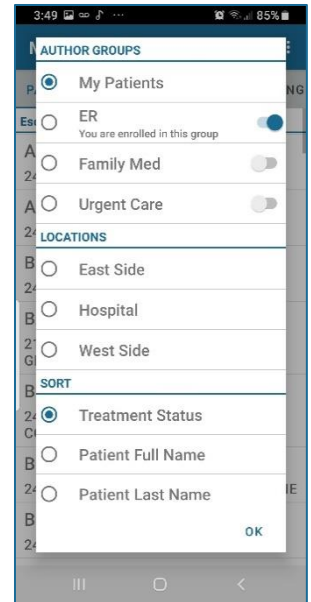 3:49 85%
AUTHOR GROUPS
My Patients
NG
ER
You are enrolled in this group
Family Med
Urgent Care
LOCATIONS
East Side
Hospital
West Side
SORT
Treatment Status
Patient Full Name
Patient Last Name
OK